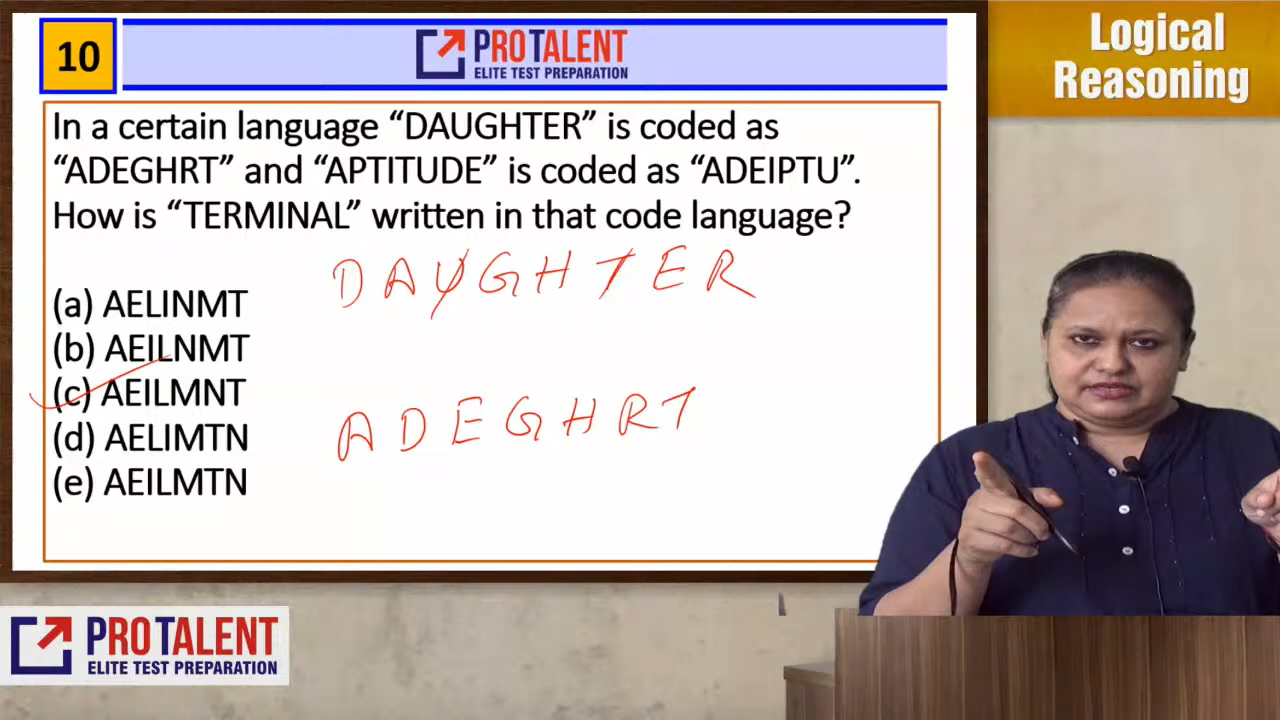 10
PROTALENT
ELITE TEST PREPARATION
Logical
Reasoning
In a certain language “DAUGHTER” is coded as
“ADEGHRT” and “APTITUDE” is coded as “ADEIPTU”.
How is “TERMINAL” written in that code language?
DAUGHTER
(a) AELINMT
(b) AEILNMT
(c) AEILMNT
(d) AELIMTN
(e) AEILMTN
ADEGHRT
PROTALENT
ELITE TEST PREPARATION